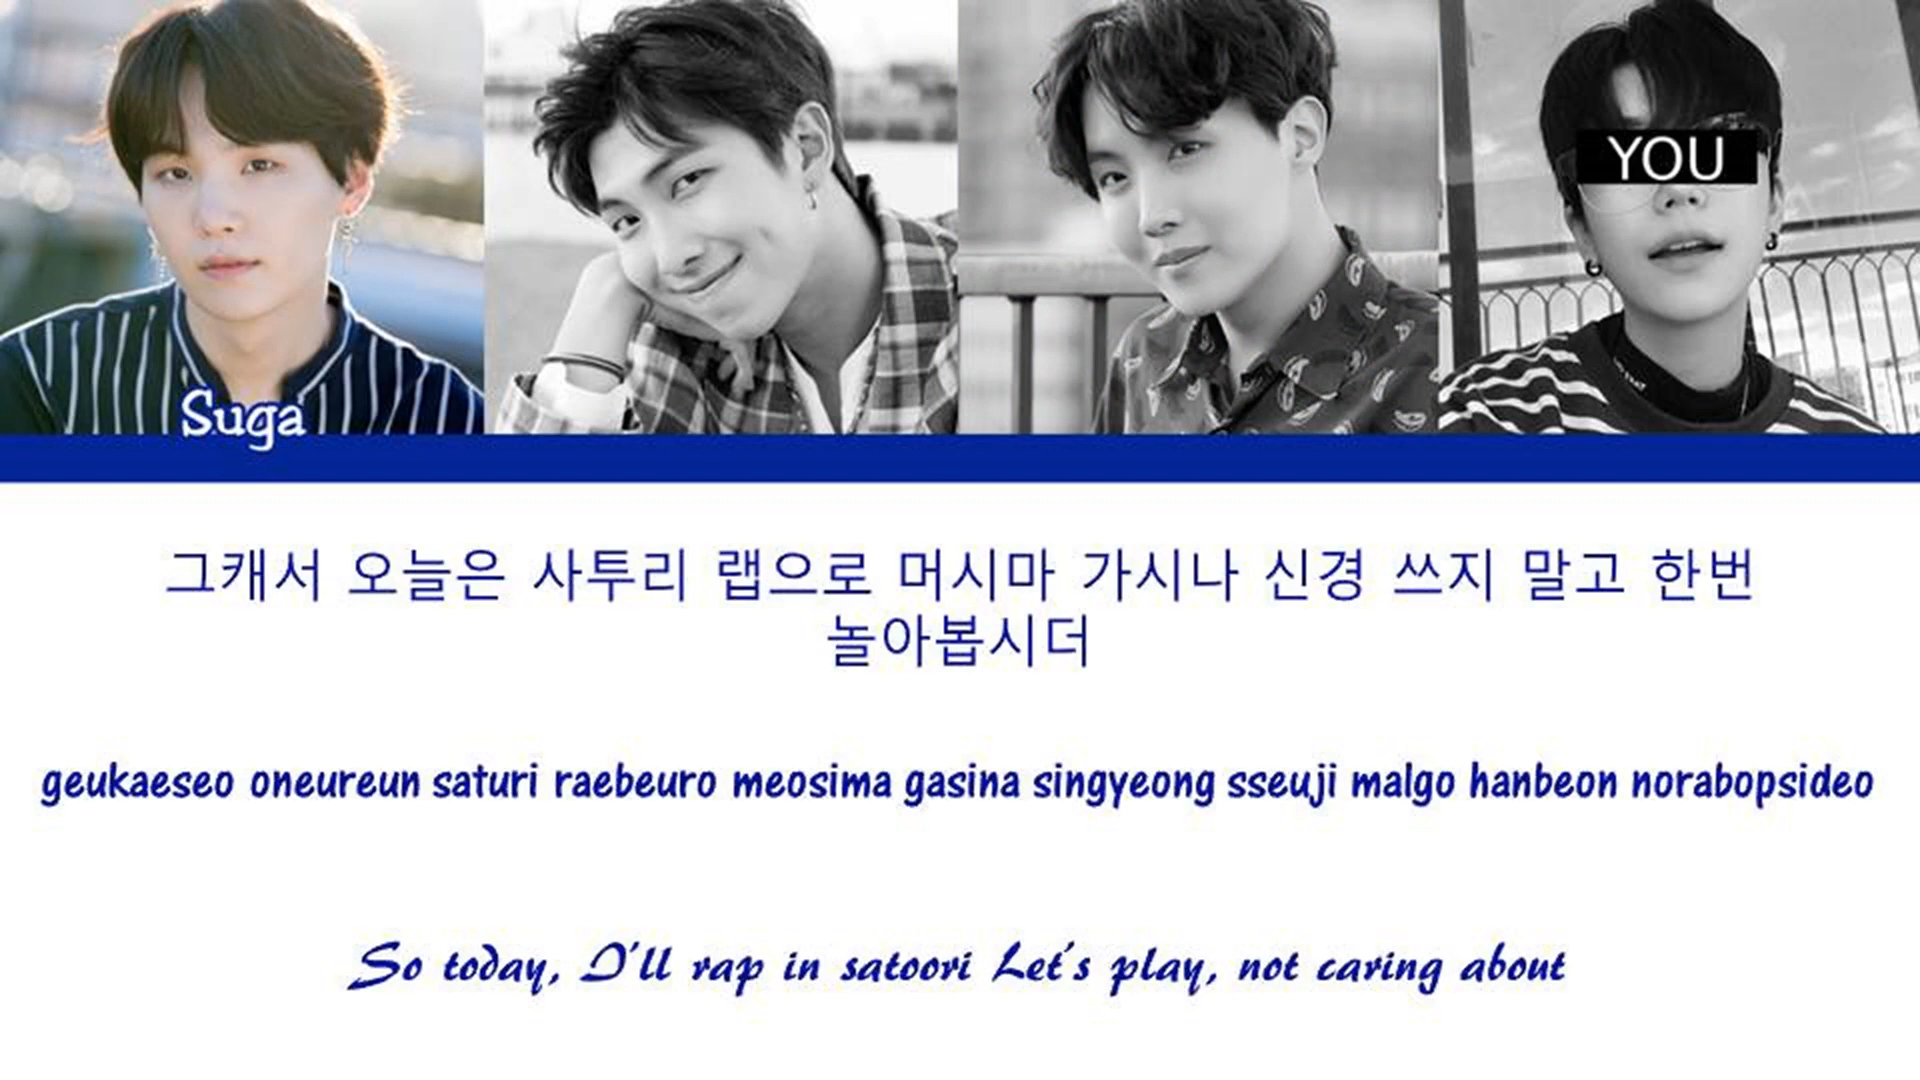 YOU
Suga
그캐서 오늘은 사투리 랩으로 머시마 가시나 신경 쓰지 말고 한번
놀아봅시더
geukaeseo oneureun saturi raebeuro meosima gasina singyeong sseuji malgo hanbeon norabopsideo
So today, I'll rap in satoori Let's play, not caring about